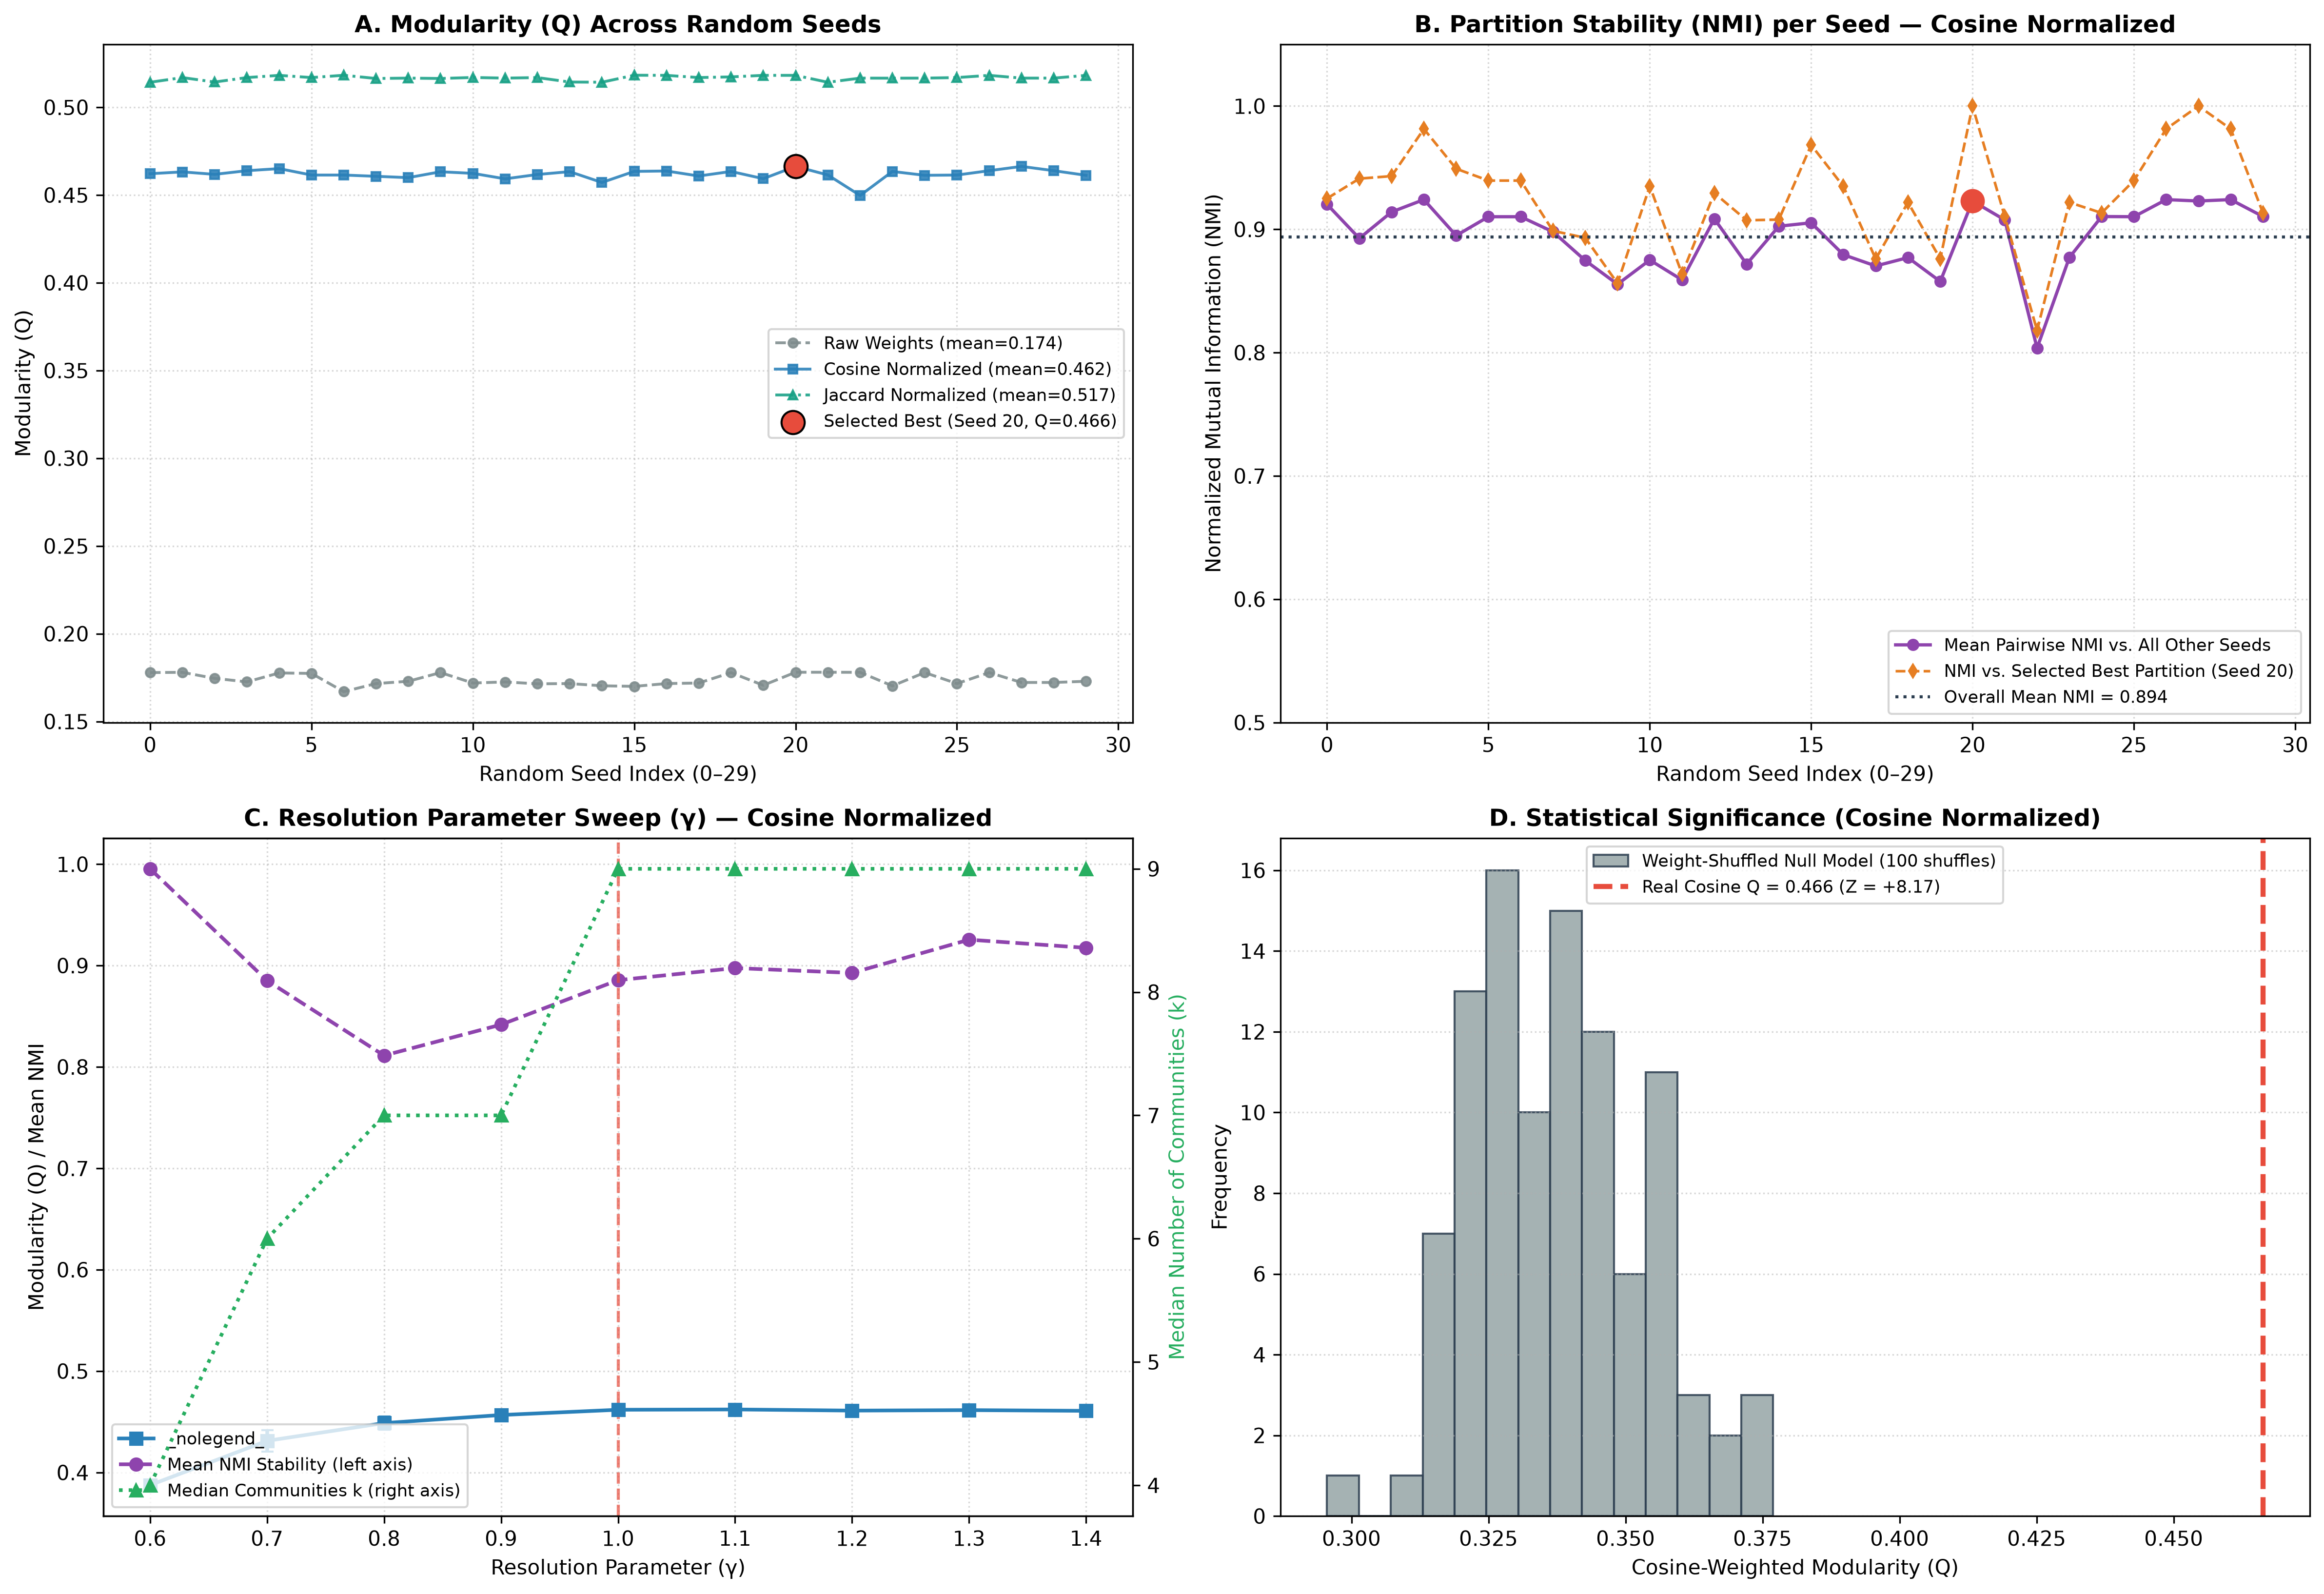 A. Modularity (Q) Across Random Seeds
Modularity (Q)
0.50
0.45
0.40
0.35
0.30
0.25
0.20
0.15
Raw Weights (mean=0.174)
Cosine Normalized (mean=0.462)
Jaccard Normalized (mean=0.517)
Selected Best (Seed 20, Q=0.466)
0 5 10 15 20 25 30
Random Seed Index (0–29)
B. Partition Stability (NMI) per Seed — Cosine Normalized
Normalized Mutual Information (NMI)
1.0
0.9
0.8
0.7
0.6
0.5
Mean Pairwise NMI vs. All Other Seeds
NMI vs. Selected Best Partition (Seed 20)
Overall Mean NMI = 0.894
0 5 10 15 20 25 30
Random Seed Index (0–29)
C. Resolution Parameter Sweep (γ) — Cosine Normalized
Modularity (Q) / Mean NMI
1.0
0.9
0.8
0.7
0.6
0.5
0.4
_nolegend_
Mean NMI Stability (left axis)
Median Communities k (right axis)
9
8
7
6
5
4
Median Number of Communities (k)
0.6 0.7 0.8 0.9 1.0 1.1 1.2 1.3 1.4
Resolution Parameter (γ)
D. Statistical Significance (Cosine Normalized)
Frequency
16
14
12
10
8
6
4
2
0
Weight-Shuffled Null Model (100 shuffles)
Real Cosine Q = 0.466 (Z = +8.17)
0.300 0.325 0.350 0.375 0.400 0.425 0.450
Cosine-Weighted Modularity (Q)